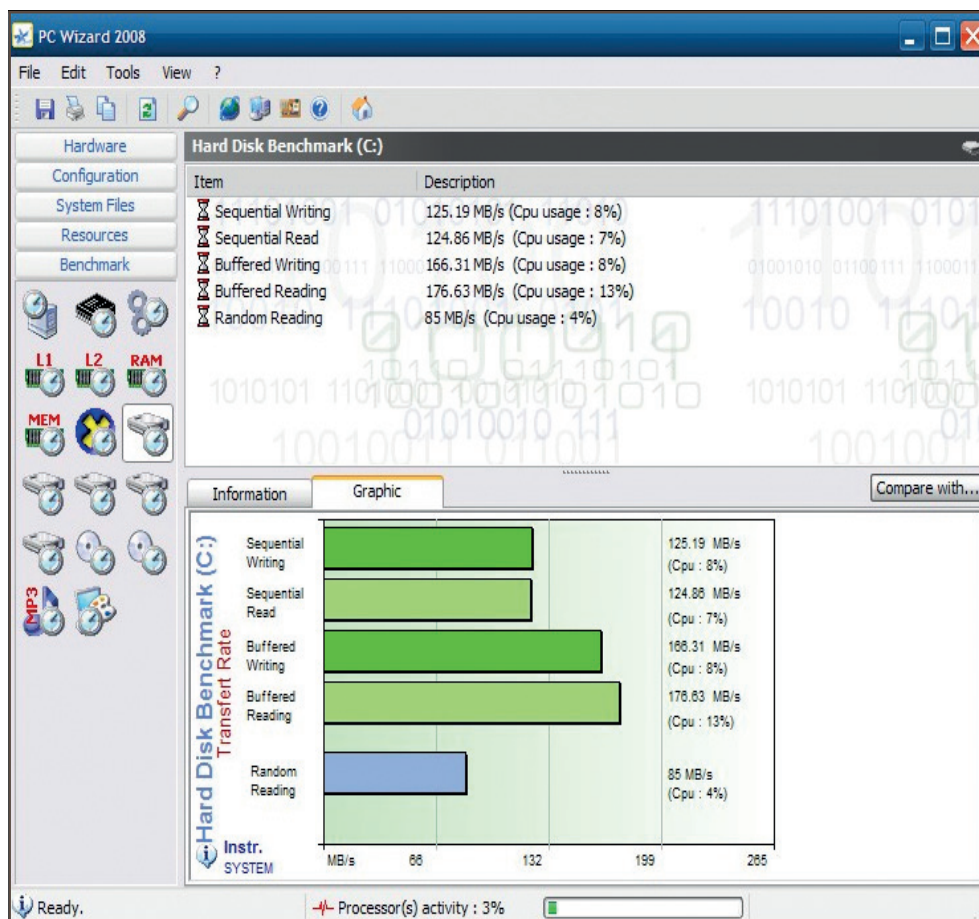 PC Wizard 2008
File Edit Tools View ?
Hardware
Configuration
System Files
Resources
Benchmark
L1 L2 RAM
MEM
MP3
Hard Disk Benchmark (C:)
Item Description
Sequential Writing 125.19 MB/s (Cpu usage : 8%)
Sequential Read 124.86 MB/s (Cpu usage : 7%)
Buffered Writing 166.31 MB/s (Cpu usage : 8%)
Buffered Reading 176.63 MB/s (Cpu usage : 13%)
Random Reading 85 MB/s (Cpu usage : 4%)
Information Graphic Compare with...
Hard Disk Benchmark (C:)
Transfert Rate
Sequential
Writing
125.19 MB/s
(Cpu : 8%)
Sequential
Read
124.86 MB/s
(Cpu : 7%)
Buffered
Writing
166.31 MB/s
(Cpu : 8%)
Buffered
Reading
176.63 MB/s
(Cpu : 13%)
Random
Reading
85 MB/s
(Cpu : 4%)
Instr.
SYSTEM
MB/s 66 132 199 265
Ready. Processor(s) activity : 3%